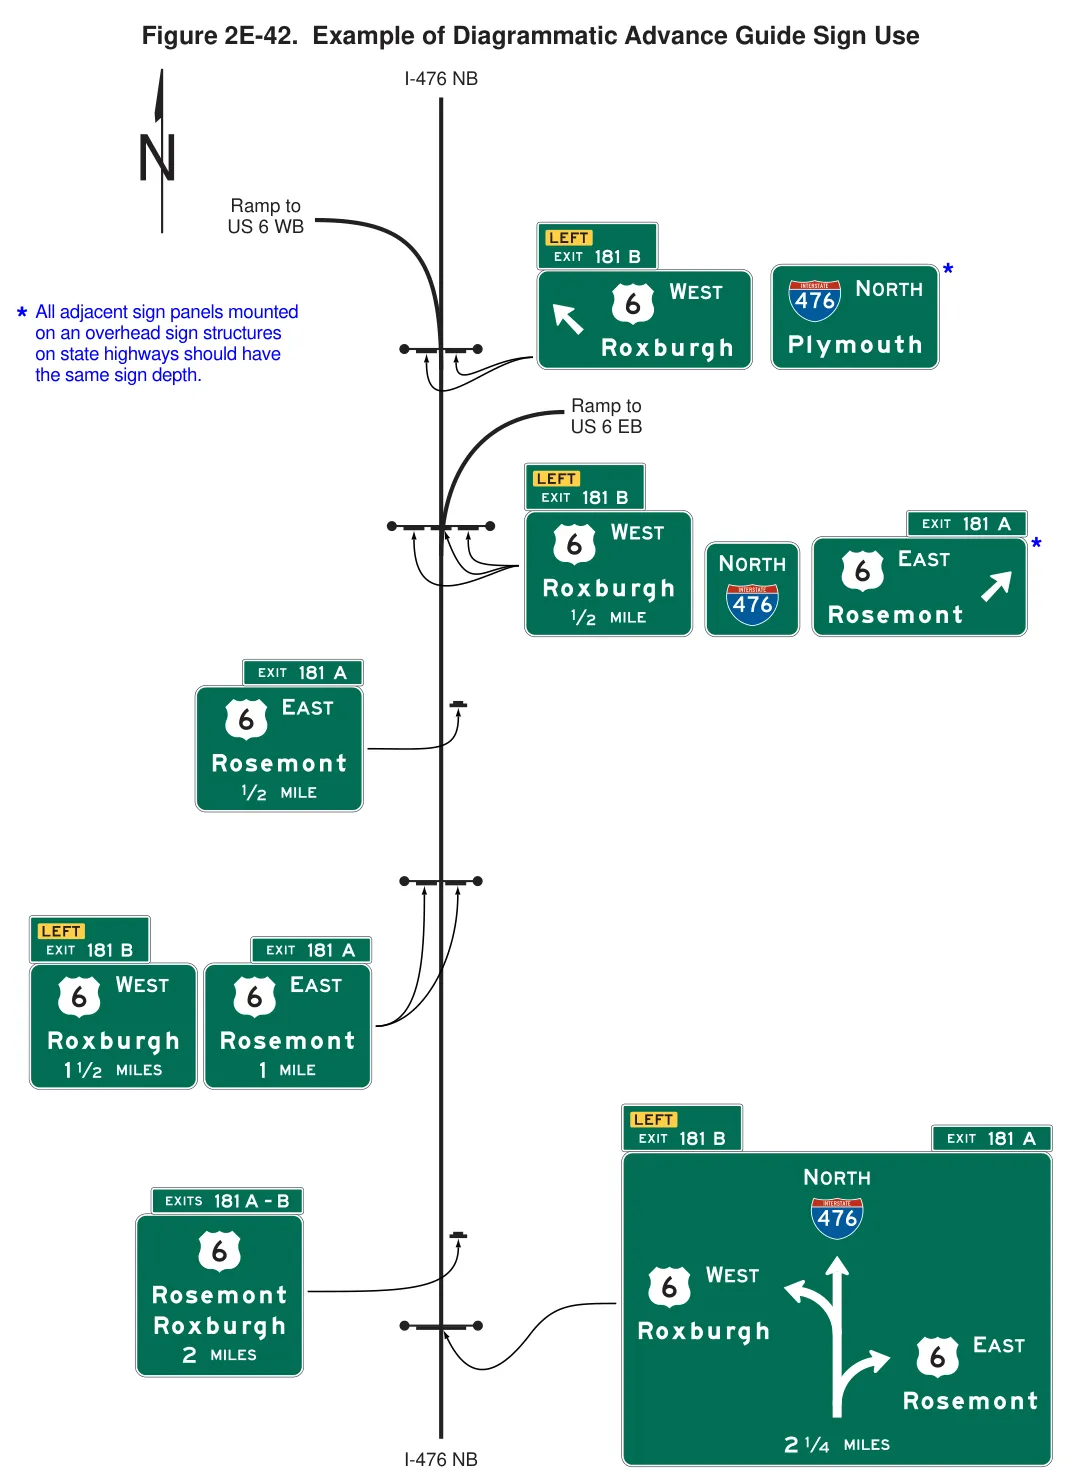 Figure 2E-42.  Example of Diagrammatic Advance Guide Sign Use
I-476 NB
N
Ramp to
US 6 WB
* All adjacent sign panels mounted
on an overhead sign structures
on state highways should have
the same sign depth.
LEFT
EXIT 181 B
6 WEST
Roxburgh
INTERSTATE
476 NORTH
Plymouth
*
Ramp to
US 6 EB
LEFT
EXIT 181 B
6 WEST
Roxburgh
1/2 MILE
NORTH
INTERSTATE
476
EXIT 181 A
6 EAST
Rosemont
*
EXIT 181 A
6 EAST
Rosemont
1/2 MILE
LEFT
EXIT 181 B
6 WEST
Roxburgh
1 1/2 MILES
EXIT 181 A
6 EAST
Rosemont
1 MILE
EXITS 181 A - B
6
Rosemont
Roxburgh
2 MILES
LEFT
EXIT 181 B
EXIT 181 A
NORTH
INTERSTATE
476
6 WEST
Roxburgh
6 EAST
Rosemont
2 1/4 MILES
I-476 NB